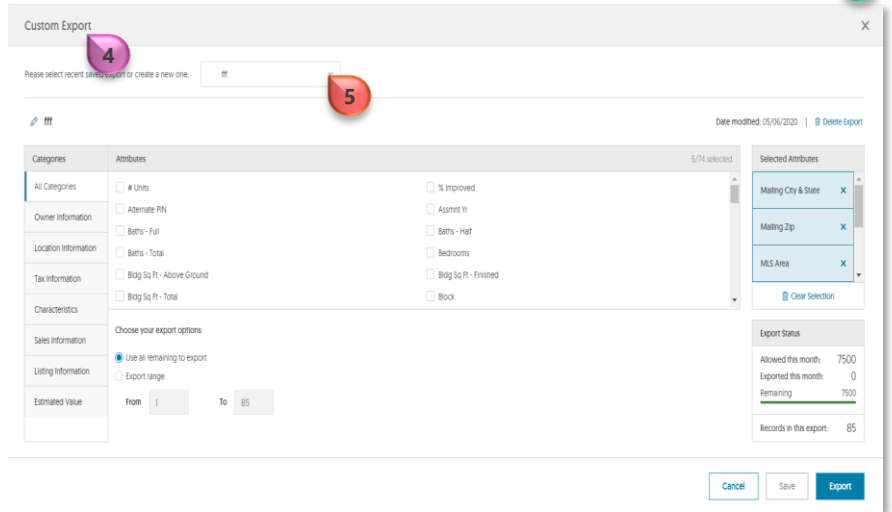 Custom Export
X
4
Please select recent saved export or create a new one:
fff
5
fff
Date modified: 05/06/2020 | Delete Export
Categories
Attributes
6/74 selected
Selected Attributes
All Categories
Owner Information
Location Information
Tax Information
Characteristics
Sales Information
Listing Information
Estimated Value
# Units
% Improved
Alternate PIN
Assmnt Yr
Baths - Full
Baths - Half
Baths - Total
Bedrooms
Bldg Sq Ft - Above Ground
Bldg Sq Ft - Finished
Bldg Sq Ft - Total
Block
Mailing City & State X
Mailing Zip X
MLS Area X
Clear Selection
Choose your export options:
Use all remaining to export
Export range
From 1 To 85
Export Status
Allowed this month: 7500
Exported this month: 0
Remaining 7500
Records in this export: 85
Cancel
Save
Export